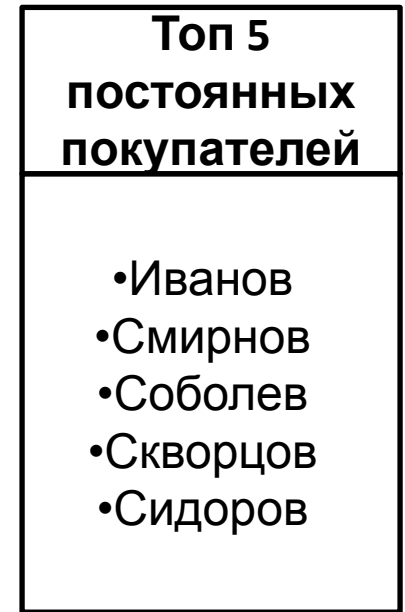 Топ 5
постоянных
покупателей
•Иванов
•Смирнов
•Соболев
•Скворцов
•Сидоров